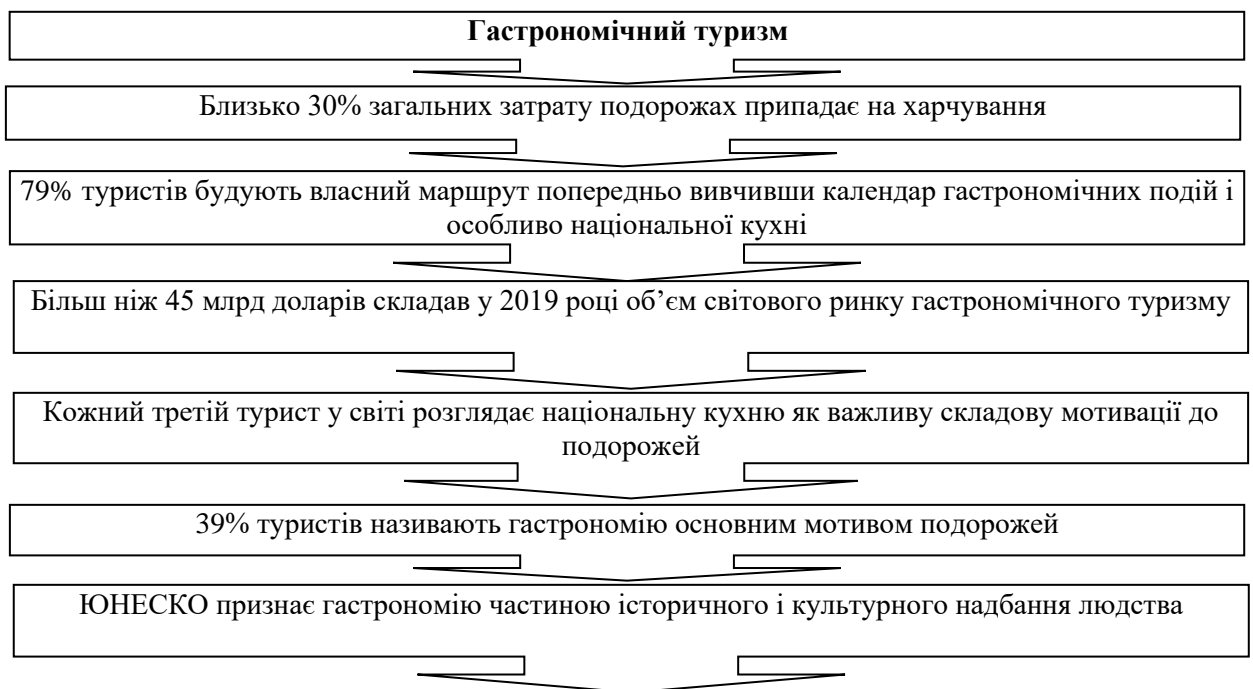 Гастрономічний туризм
Близько 30% загальних затрату подорожах припадає на харчування
79% туристів будують власний маршрут попередньо вивчивши календар гастрономічних подій і
особливо національної кухні
Більш ніж 45 млрд доларів складав у 2019 році об’єм світового ринку гастрономічного туризму
Кожний третій турист у світі розглядає національну кухню як важливу складову мотивації до
подорожей
39% туристів називають гастрономію основним мотивом подорожей
ЮНЕСКО признає гастрономію частиною історичного і культурного надбання людства